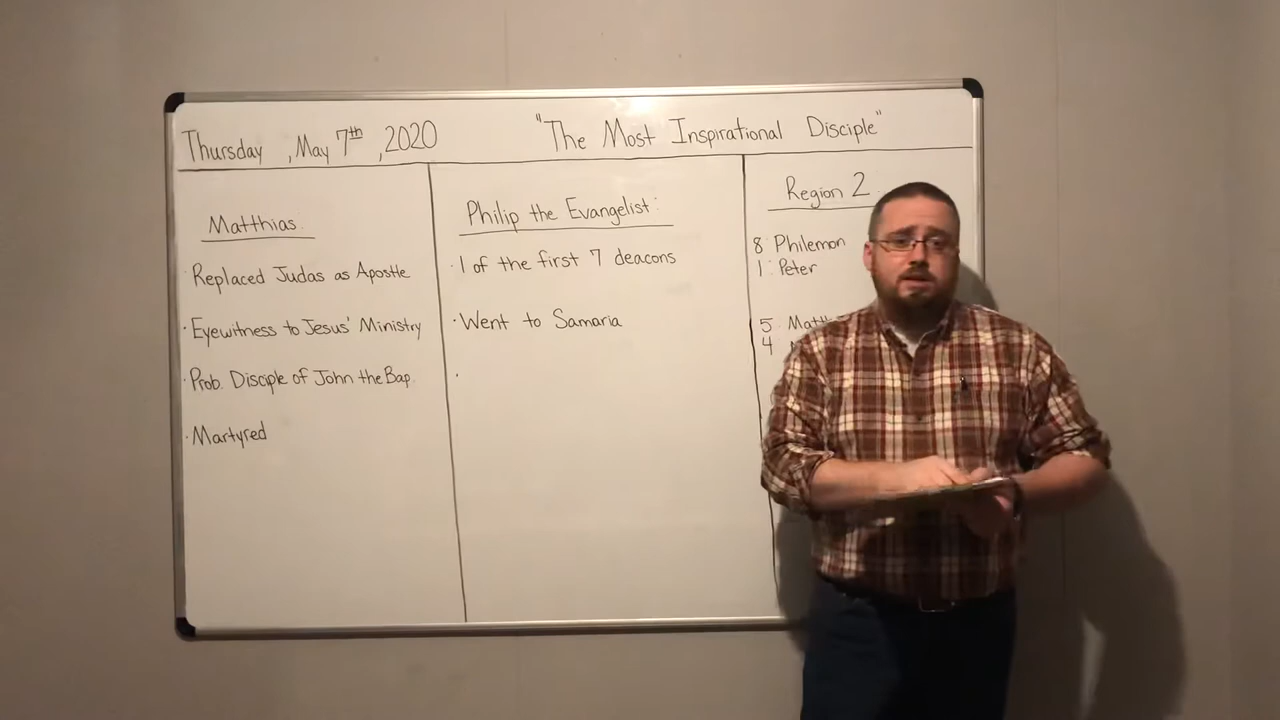 Thursday, May 7th, 2020
"The Most Inspirational Disciple"
Matthias:
· Replaced Judas as Apostle
· Eyewitness to Jesus' Ministry
· Prob. Disciple of John the Bap.
· Martyred
Philip the Evangelist:
· 1 of the first 7 deacons
· Went to Samaria
·
Region 2
8 Philemon
1: Peter
5
4